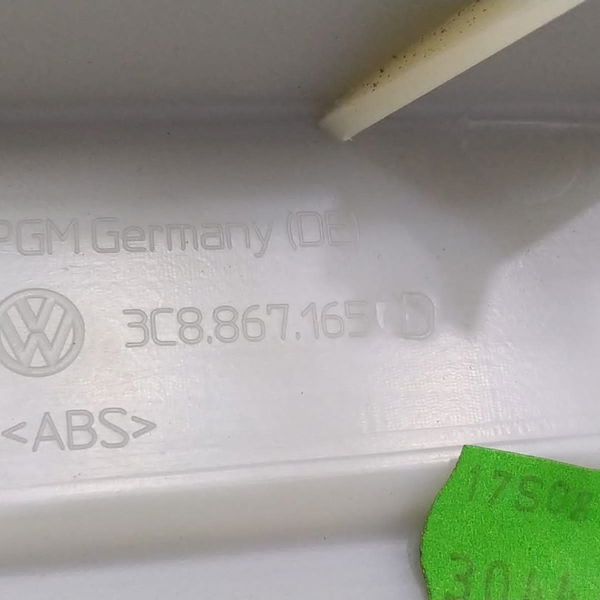 PGM Germany (DE)
3C8.867.165 D
<ABS>